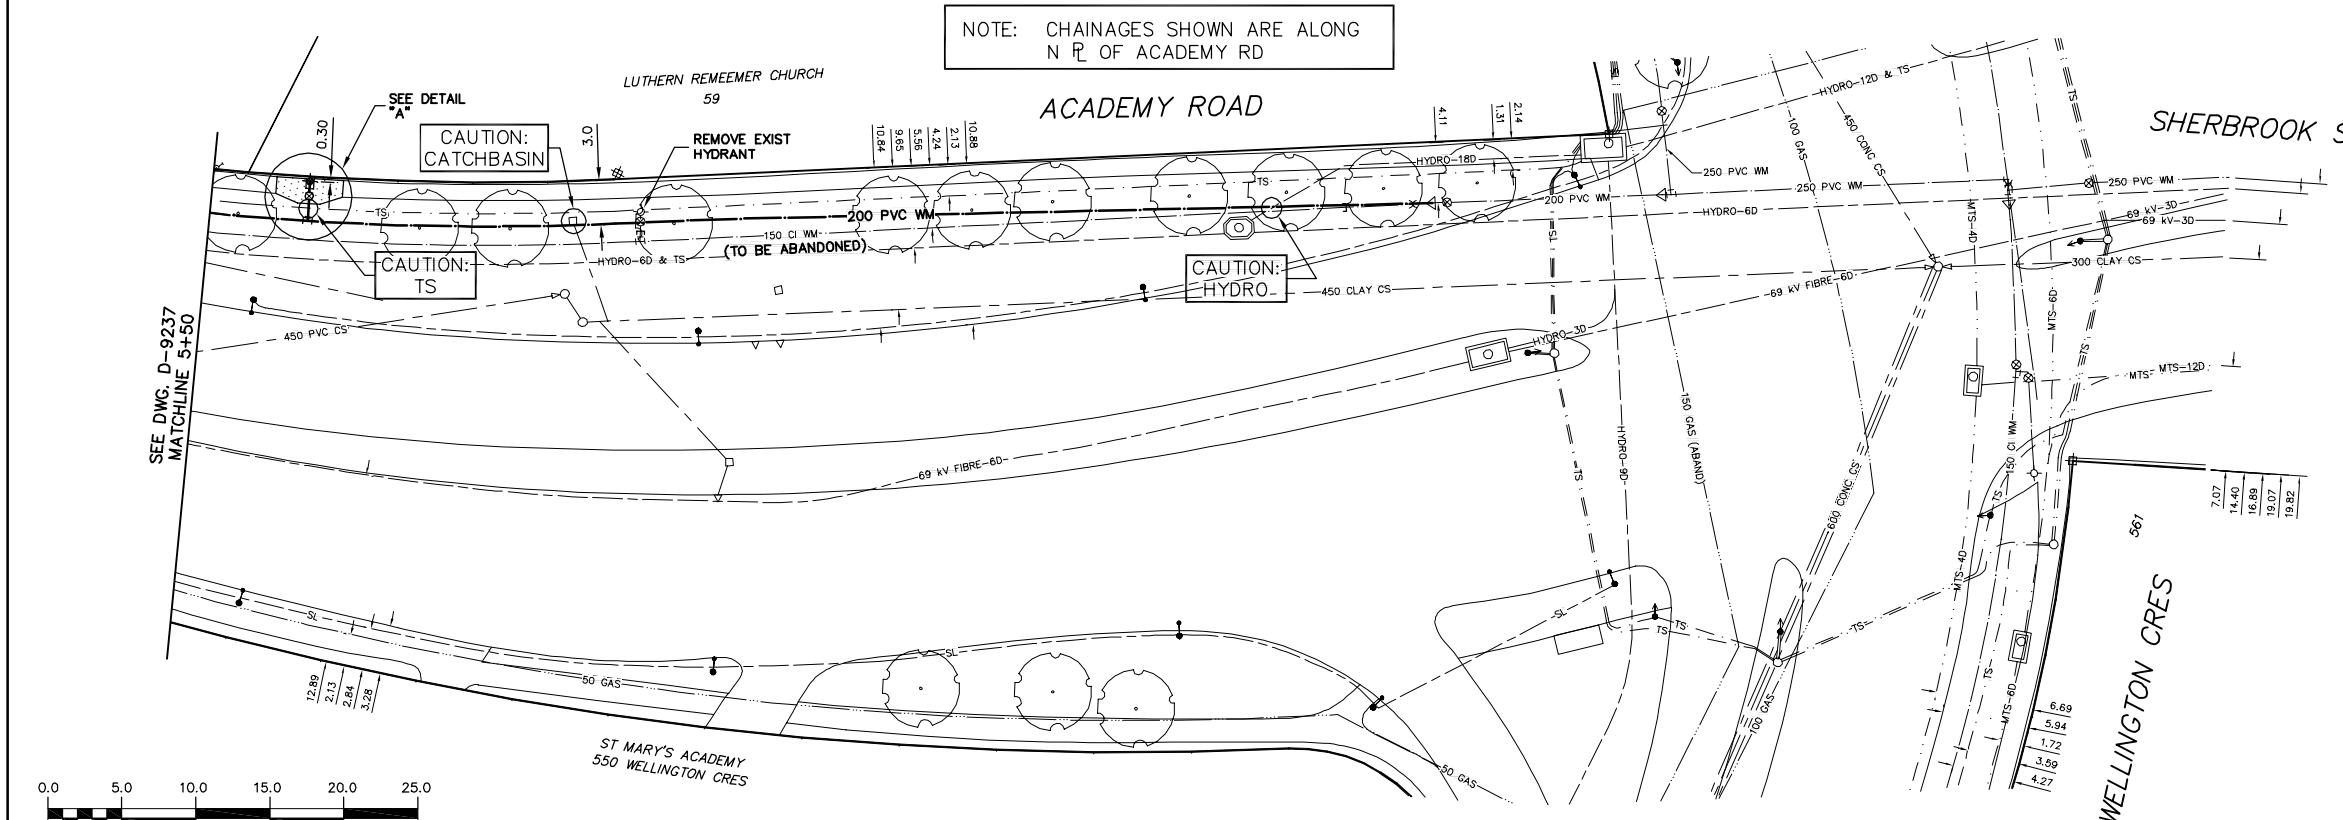 NOTE: CHAINAGES SHOWN ARE ALONG
N ⅊ OF ACADEMY RD
LUTHERN REMEEMER CHURCH
59
ACADEMY ROAD
SHERBROOK S
SEE DETAIL
"A"
0.30
CAUTION:
CATCHBASIN
3.0
REMOVE EXIST
HYDRANT
10.84
9.65
5.56
4.24
2.13
10.88
4.11
1.31
2.14
HYDRO-12D & TS
100 GAS
450 CONC CS
TS
HYDRO-18D
TS
250 PVC WM
250 PVC WM
250 PVC WM
TS
200 PVC WM
200 PVC WM
HYDRO-6D
MTS-4D
69 kV-3D
69 kV-3D
150 CI WM
(TO BE ABANDONED)
HYDRO-6D & TS
CAUTION:
TS
CAUTION:
HYDRO
SL
300 CLAY CS
450 CLAY CS
69 kV FIBRE-6D
MTS-6D
450 PVC CS
HYDRO-3D
TS
SEE DWG. D-9237
MATCHLINE 5+50
MTS
MTS-12D
150 GAS (ABAND)
HYDRO-9D
69 kV FIBRE-6D
TS
600 CONC CS
150 CI WM
TS
7.07
14.40
16.89
19.07
19.82
561
MTS-4D
SL
SL
TS
TS
TS
SL
50 GAS
TS
MTS-6D
12.89
2.13
2.84
3.28
100 GAS
50 GAS
WELLINGTON CRES
6.69
5.94
1.72
3.59
4.27
ST MARY'S ACADEMY
550 WELLINGTON CRES
0.0 5.0 10.0 15.0 20.0 25.0